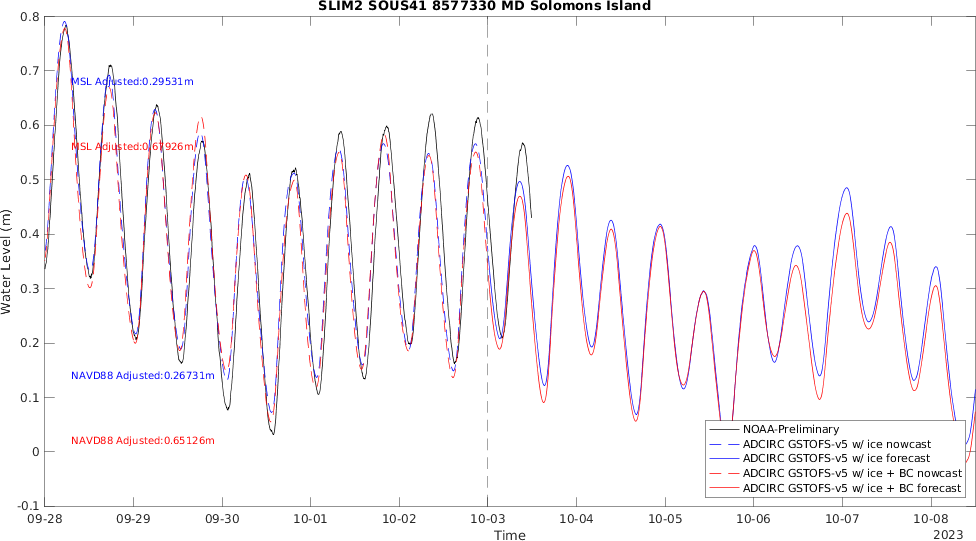 SLIM2 SOUS41 8577330 MD Solomons Island
0.8
0.7
0.6
0.5
0.4
0.3
0.2
0.1
0
-0.1
Water Level (m)
MSL Adjusted:0.29531m
MSL Adjusted:0.67926m
NAVD88 Adjusted:0.26731m
NAVD88 Adjusted:0.65126m
NOAA-Preliminary
ADCIRC GSTOFS-v5 w/ ice nowcast
ADCIRC GSTOFS-v5 w/ ice forecast
ADCIRC GSTOFS-v5 w/ ice + BC nowcast
ADCIRC GSTOFS-v5 w/ ice + BC forecast
09-28 09-29 09-30 10-01 10-02 10-03 10-04 10-05 10-06 10-07 10-08
Time
2023